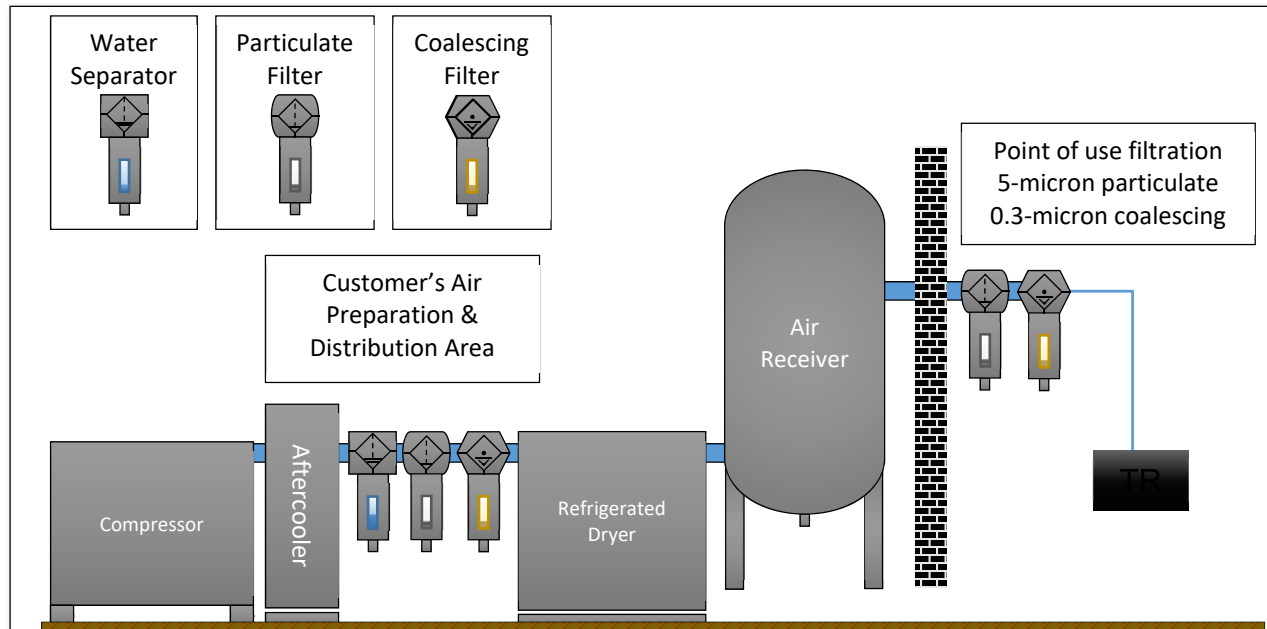 Water
Separator
Particulate
Filter
Coalescing
Filter
Point of use filtration
5-micron particulate
0.3-micron coalescing
Customer’s Air
Preparation &
Distribution Area
Air
Receiver
Compressor
Aftercooler
Refrigerated
Dryer
TR